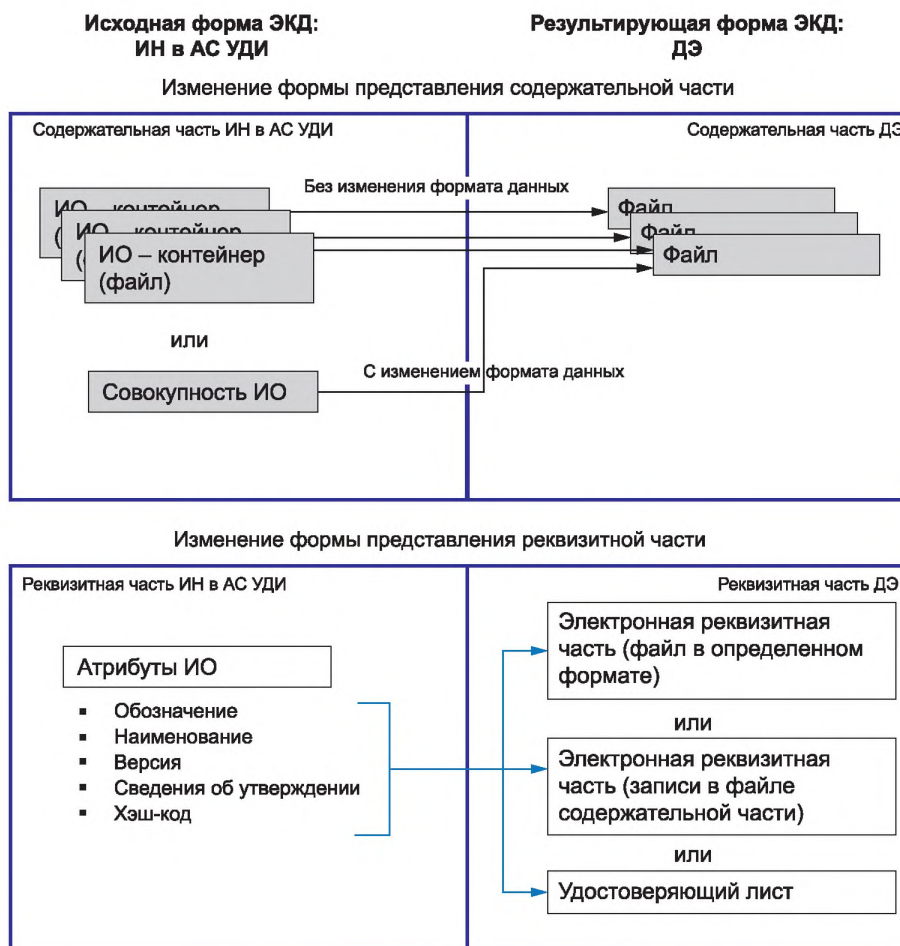 Исходная форма ЭКД:
ИН в АС УДИ
Результирующая форма ЭКД:
ДЭ
Изменение формы представления содержательной части
Содержательная часть ИН в АС УДИ
Содержательная часть ДЭ
Без изменения формата данных
ИО – контейнер
(
ИО – контейнер
(
ИО – контейнер
(файл)
Файл
Файл
Файл
или
С изменением формата данных
Совокупность ИО
Изменение формы представления реквизитной части
Реквизитная часть ИН в АС УДИ
Реквизитная часть ДЭ
Атрибуты ИО
▪ Обозначение
▪ Наименование
▪ Версия
▪ Сведения об утверждении
▪ Хэш-код
Электронная реквизитная
часть (файл в определенном
формате)
или
Электронная реквизитная
часть (записи в файле
содержательной части)
или
Удостоверяющий лист